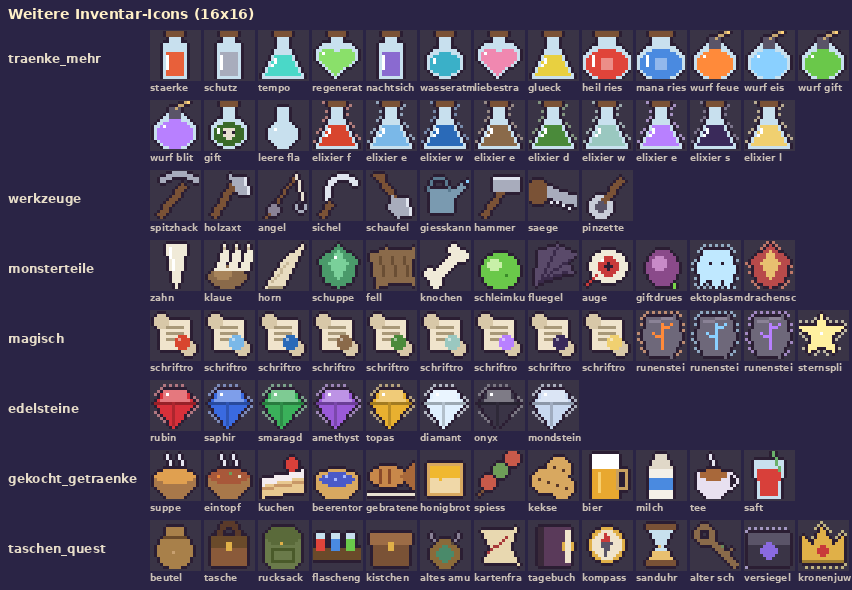 Weitere Inventar-Icons (16x16)
traenke_mehr
staerke schutz tempo regenerat nachtsich wasseratm liebestra glueck heil ries mana ries wurf feue wurf eis wurf gift
wurf blit gift leere fla elixier f elixier e elixier w elixier e elixier d elixier w elixier e elixier s elixier l
werkzeuge
spitzhack holzaxt angel sichel schaufel giesskann hammer saege pinzette
monsterteile
zahn klaue horn schuppe fell knochen schleimku fluegel auge giftdrues ektoplasm drachensc
magisch
schriftro schriftro schriftro schriftro schriftro schriftro schriftro schriftro schriftro runenstei runenstei runenstei sternspli
edelsteine
rubin saphir smaragd amethyst topas diamant onyx mondstein
gekocht_getraenke
suppe eintopf kuchen beerentor gebratene honigbrot spiess kekse bier milch tee saft
taschen_quest
beutel tasche rucksack flascheng kistchen altes amu kartenfra tagebuch kompass sanduhr alter sch versiegel kronenjuw